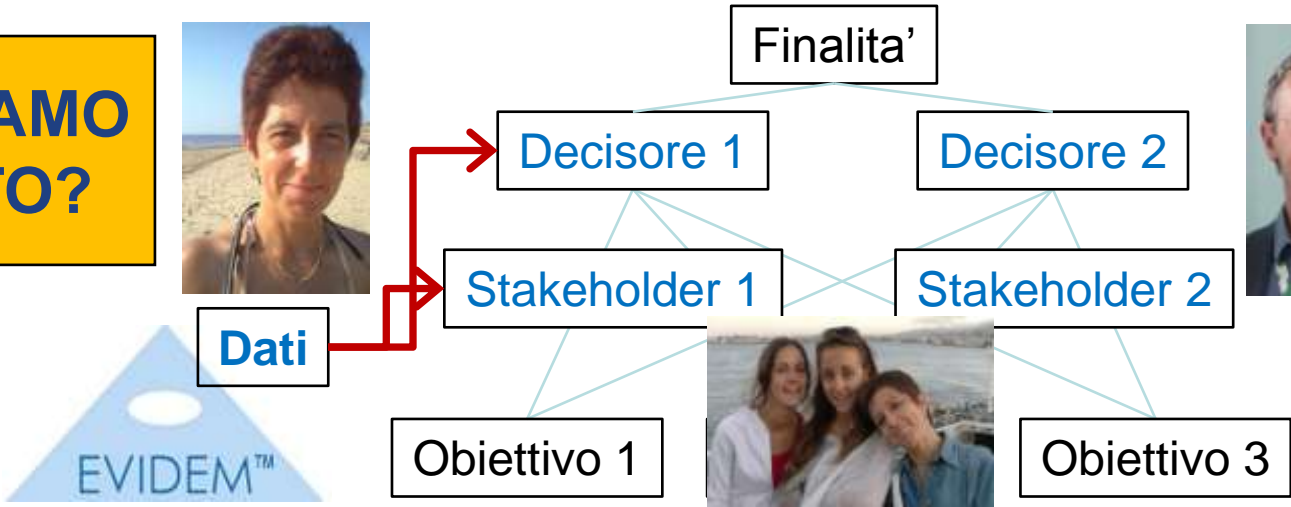 AMO
TO?
Finalita’
Decisore 1
Decisore 2
Stakeholder 1
Stakeholder 2
Dati
Obiettivo 1
Obiettivo 3
EVIDEM™